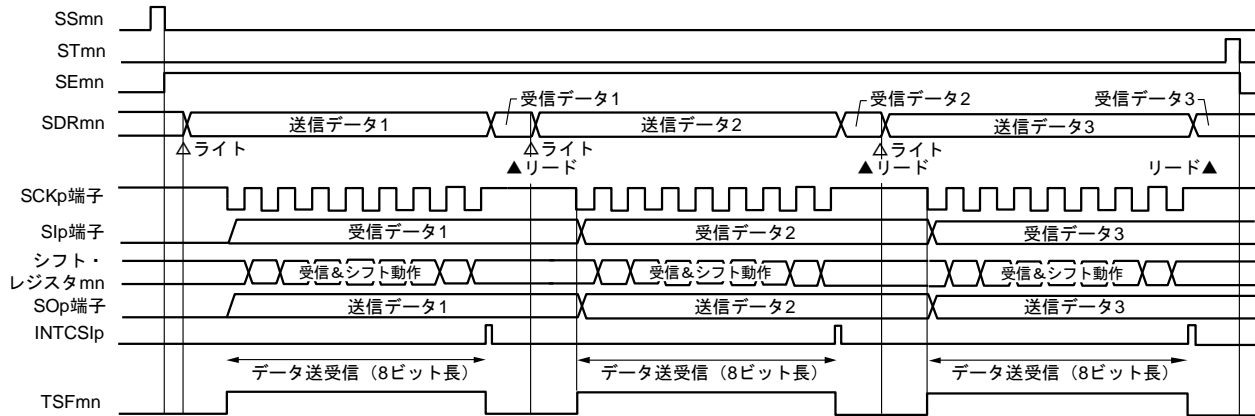 SSmn
STmn
SEmn
受信データ1
受信データ2
受信データ3
SDRmn
送信データ1
送信データ2
送信データ3
△ライト
△ライト
△ライト
▲リード
▲リード
リード▲
SCKp端子
SIp端子
受信データ1
受信データ2
受信データ3
シフト・
レジスタmn
受信&シフト動作
受信&シフト動作
受信&シフト動作
SOp端子
送信データ1
送信データ2
送信データ3
INTCSIp
データ送受信（8ビット長）
データ送受信（8ビット長）
データ送受信（8ビット長）
TSFmn